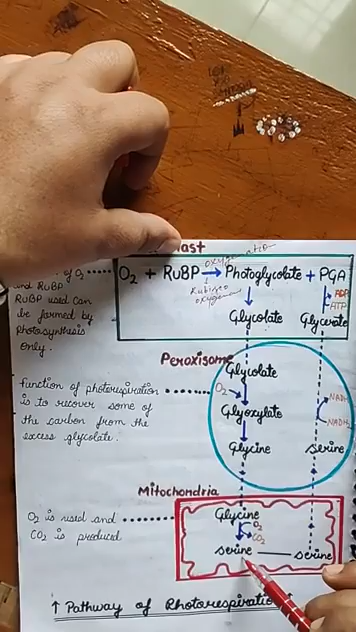 ast
of O₂
O₂ + RuBP → Photoglycolate + PGA
oxygenation
Rubisco
oxygenase
and RuBP
RuBP used can
be formed by
photosynthesis
only.
ADP
ATP
Glycolate
Glycerate
Peroxisome
Glycolate
Function of photorespiration
is to recover some of
the carbon from the
excess glycolate.
O₂
NADH
NADH₂
Glyoxylate
Glycine
serine
Mitochondria
O₂ is used and
CO₂ is produced
Glycine
O₂
CO₂
serine
serine
↑ Pathway of Photorespiration